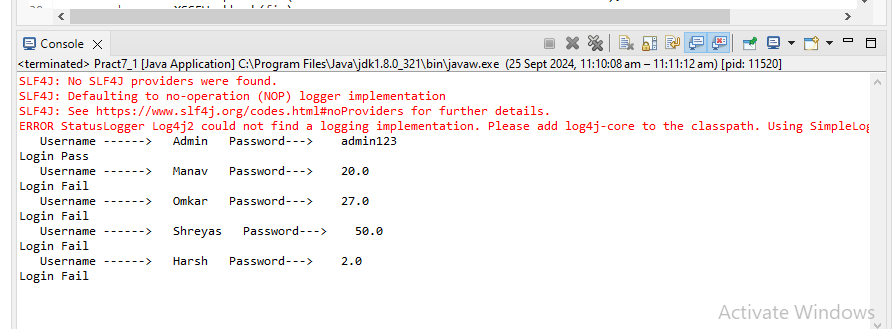 Console
<terminated> Pract7_1 [Java Application] C:\Program Files\Java\jdk1.8.0_321\bin\javaw.exe (25 Sept 2024, 11:10:08 am – 11:11:12 am) [pid: 11520]
SLF4J: No SLF4J providers were found.
SLF4J: Defaulting to no-operation (NOP) logger implementation
SLF4J: See https://www.slf4j.org/codes.html#noProviders for further details.
ERROR StatusLogger Log4j2 could not find a logging implementation. Please add log4j-core to the classpath. Using SimpleLog
Username ------> Admin Password---> admin123
Login Pass
Username ------> Manav Password---> 20.0
Login Fail
Username ------> Omkar Password---> 27.0
Login Fail
Username ------> Shreyas Password---> 50.0
Login Fail
Username ------> Harsh Password---> 2.0
Login Fail
Activate Windows